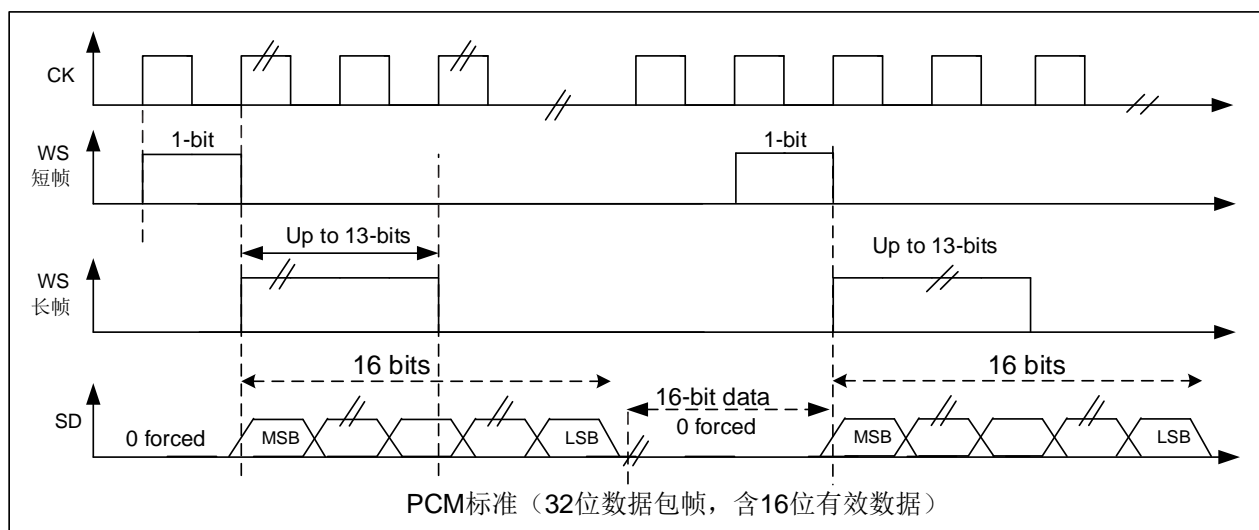 CK
WS
短帧
1-bit
1-bit
WS
长帧
Up to 13-bits
Up to 13-bits
SD
16 bits
16-bit data
16 bits
0 forced
MSB
LSB
0 forced
MSB
LSB
PCM标准（32位数据包帧，含16位有效数据）